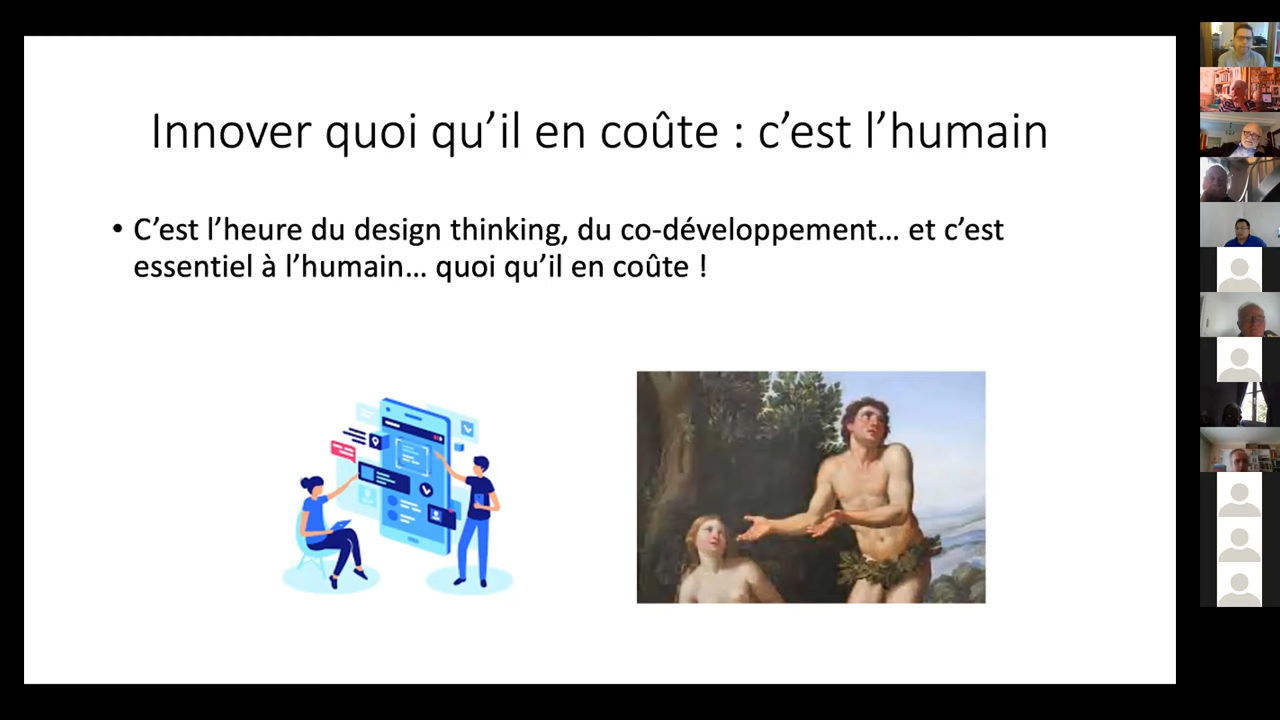 Innover quoi qu’il en coûte : c’est l’humain
• C’est l’heure du design thinking, du co-développement… et c’est
essentiel à l’humain… quoi qu’il en coûte !